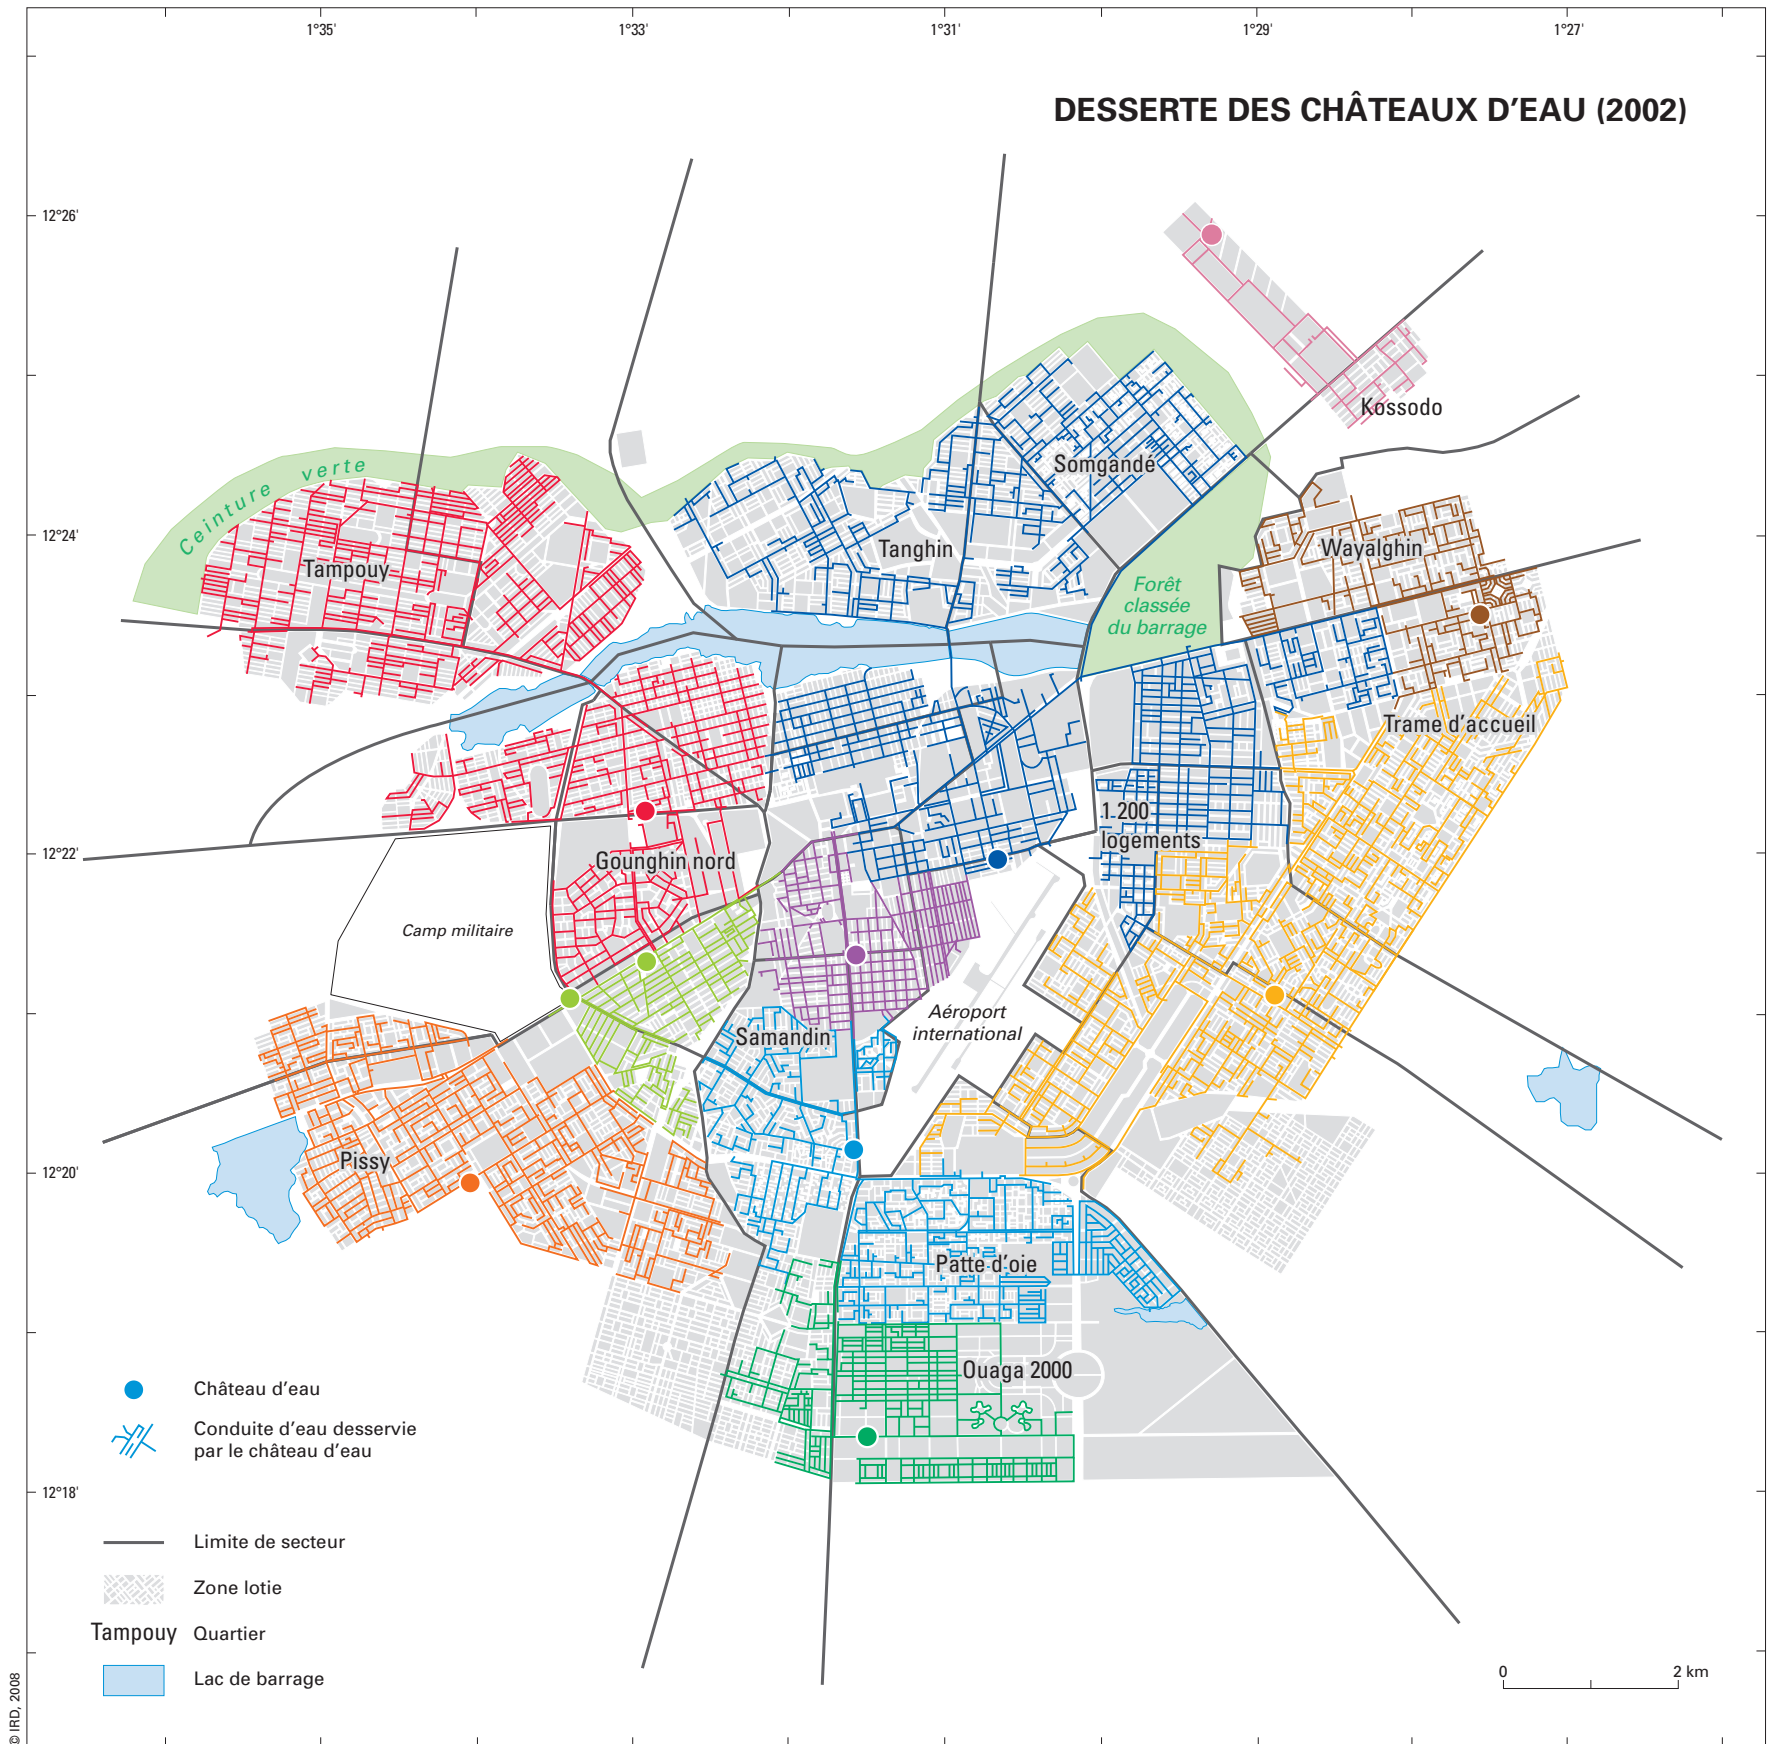 1°35'
1°33'
1°31'
1°29'
1°27'
DESSERTE DES CHÂTEAUX D'EAU (2002)
12°26'
Kossodo
Ceinture verte
Somgandé
12°24'
Tanghin
Wayalghin
Tampouy
Forêt
classée
du barrage
Trame d'accueil
1 200
logements
12°22'
Gounghin nord
Camp militaire
Aéroport
international
Samandin
12°20'
Pissy
Patte d'oie
Ouaga 2000
Château d'eau
Conduite d'eau desservie
par le château d'eau
12°18'
Limite de secteur
Zone lotie
Tampouy Quartier
Lac de barrage
0 2 km
© IRD, 2008